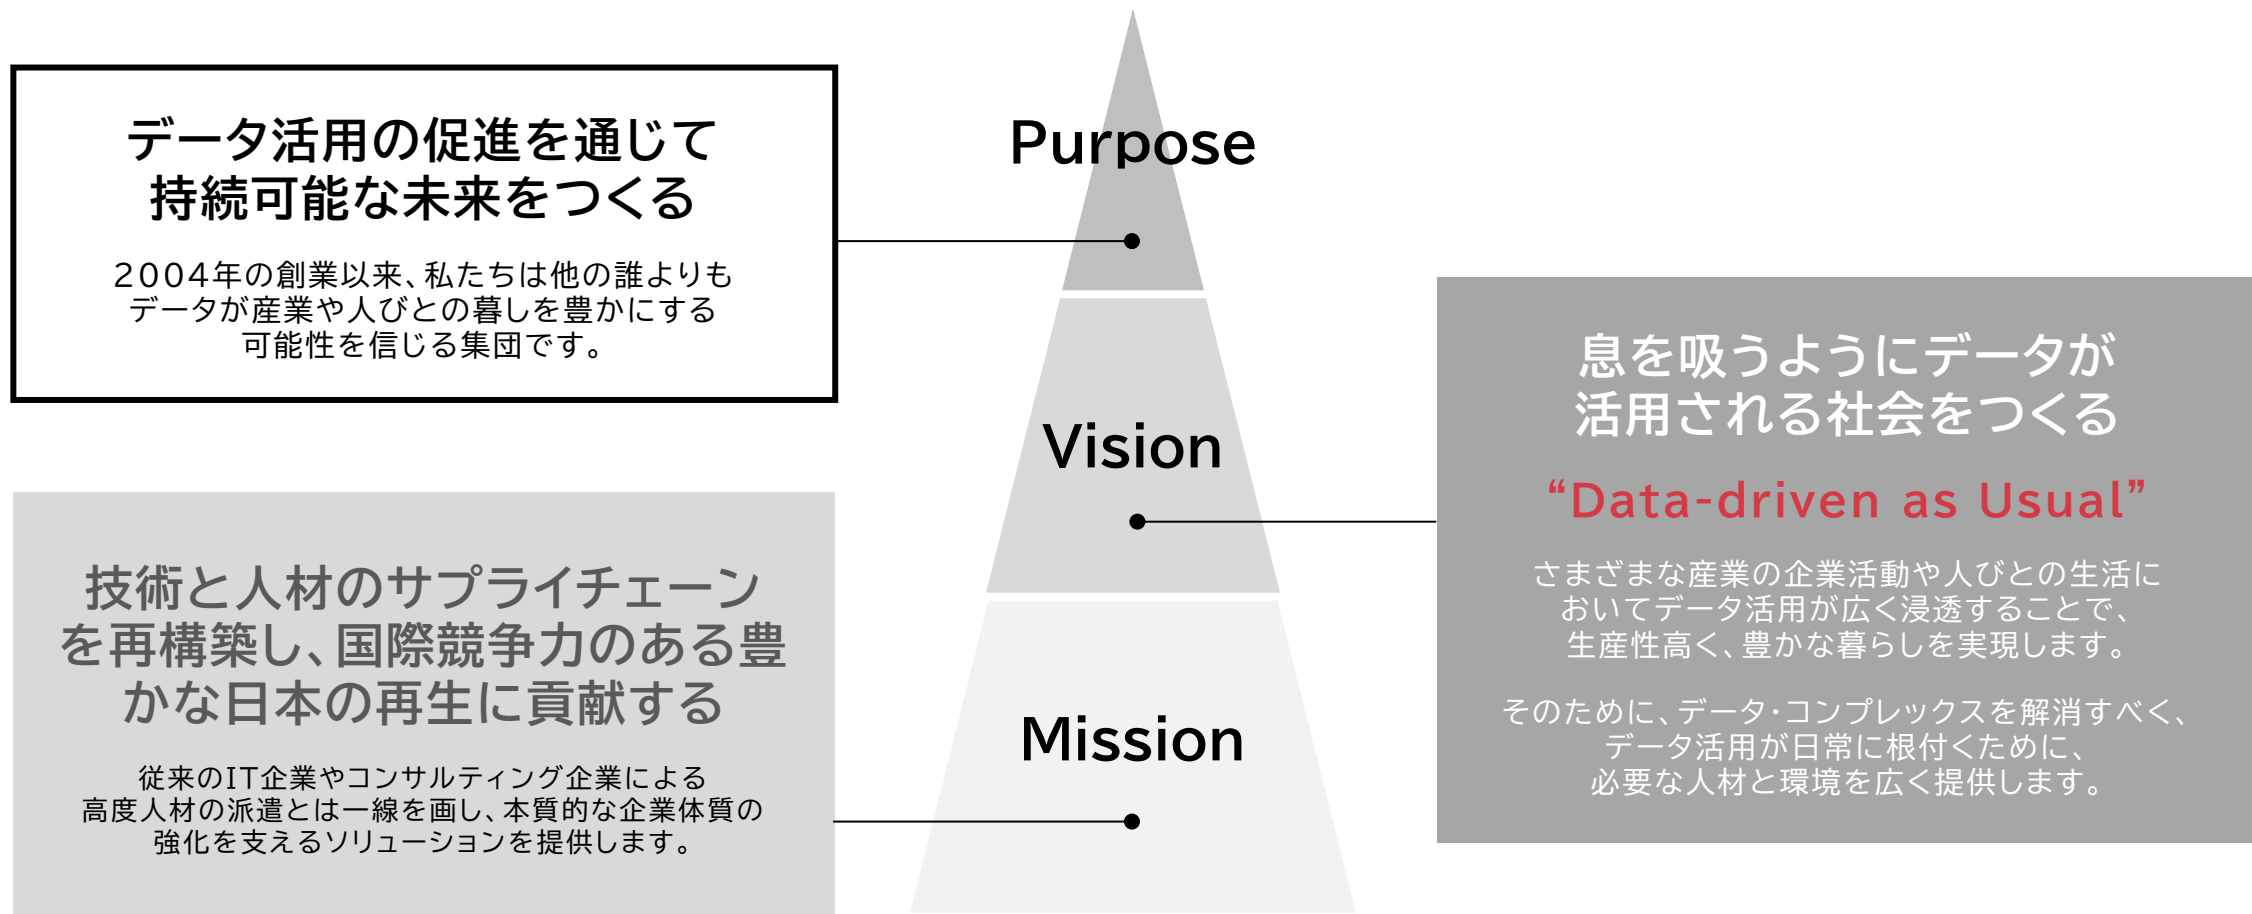 データ活用の促進を通じて
持続可能な未来をつくる
2004年の創業以来、私たちは他の誰よりも
データが産業や人びとの暮しを豊かにする
可能性を信じる集団です。
Purpose
Vision
息を吸うようにデータが
活用される社会をつくる
“Data-driven as Usual”
さまざまな産業の企業活動や人びとの生活に
おいてデータ活用が広く浸透することで、
生産性高く、豊かな暮らしを実現します。
そのために、データ・コンプレックスを解消すべく、
データ活用が日常に根付くために、
必要な人材と環境を広く提供します。
技術と人材のサプライチェーン
を再構築し、国際競争力のある豊
かな日本の再生に貢献する
従来のIT企業やコンサルティング企業による
高度人材の派遣とは一線を画し、本質的な企業体質の
強化を支えるソリューションを提供します。
Mission